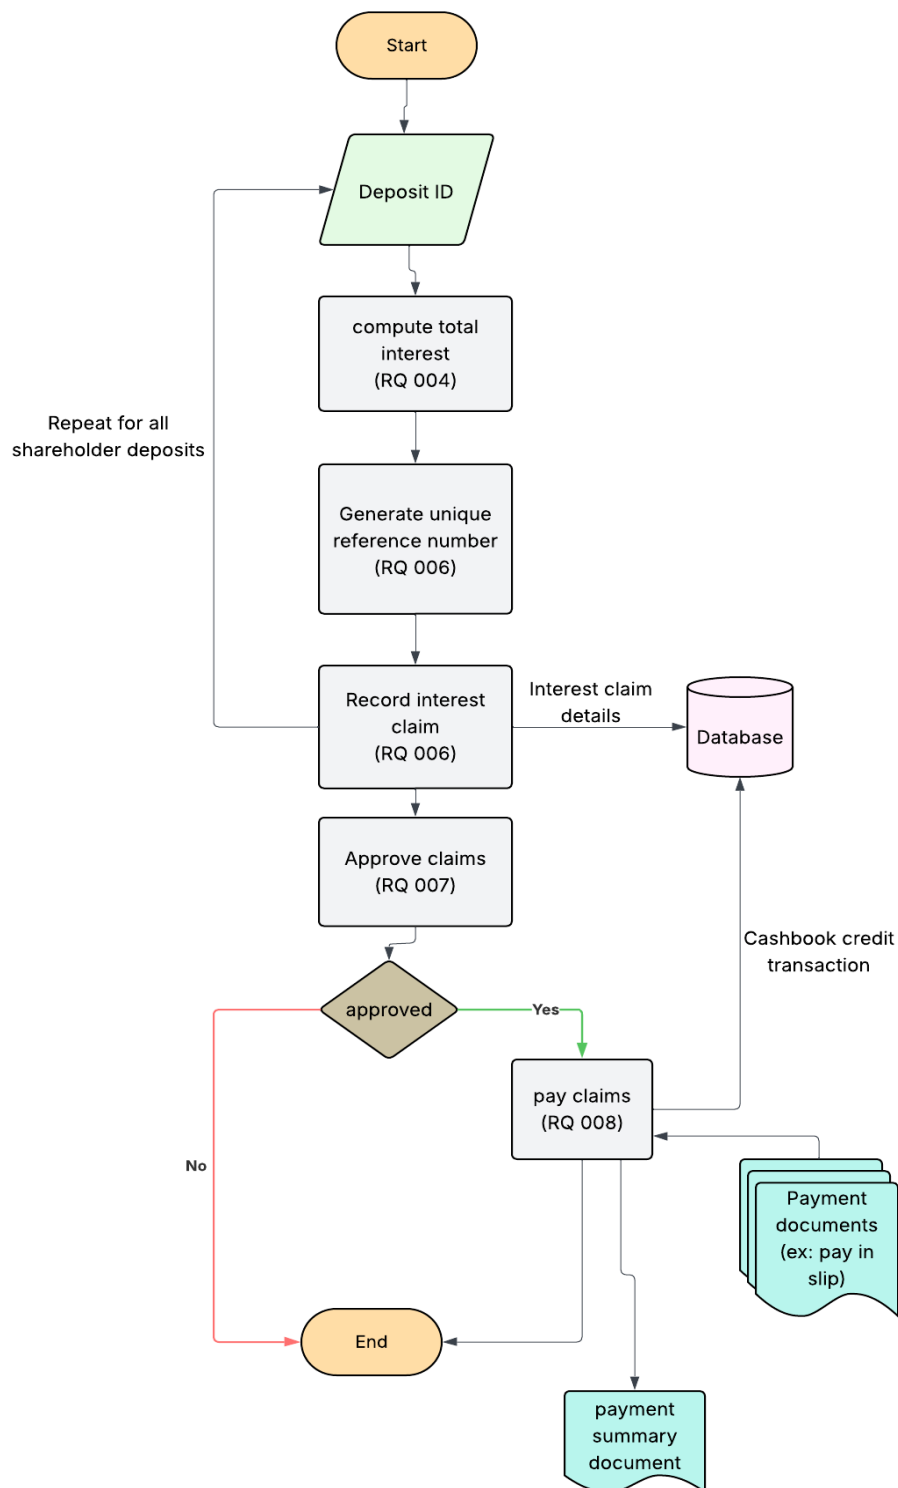 Start
Deposit ID
compute total
interest
(RQ 004)
Repeat for all
shareholder deposits
Generate unique
reference number
(RQ 006)
Record interest
claim
(RQ 006)
Interest claim
details
Database
Approve claims
(RQ 007)
Cashbook credit
transaction
approved
Yes
pay claims
(RQ 008)
No
Payment
documents
(ex: pay in
slip)
End
payment
summary
document